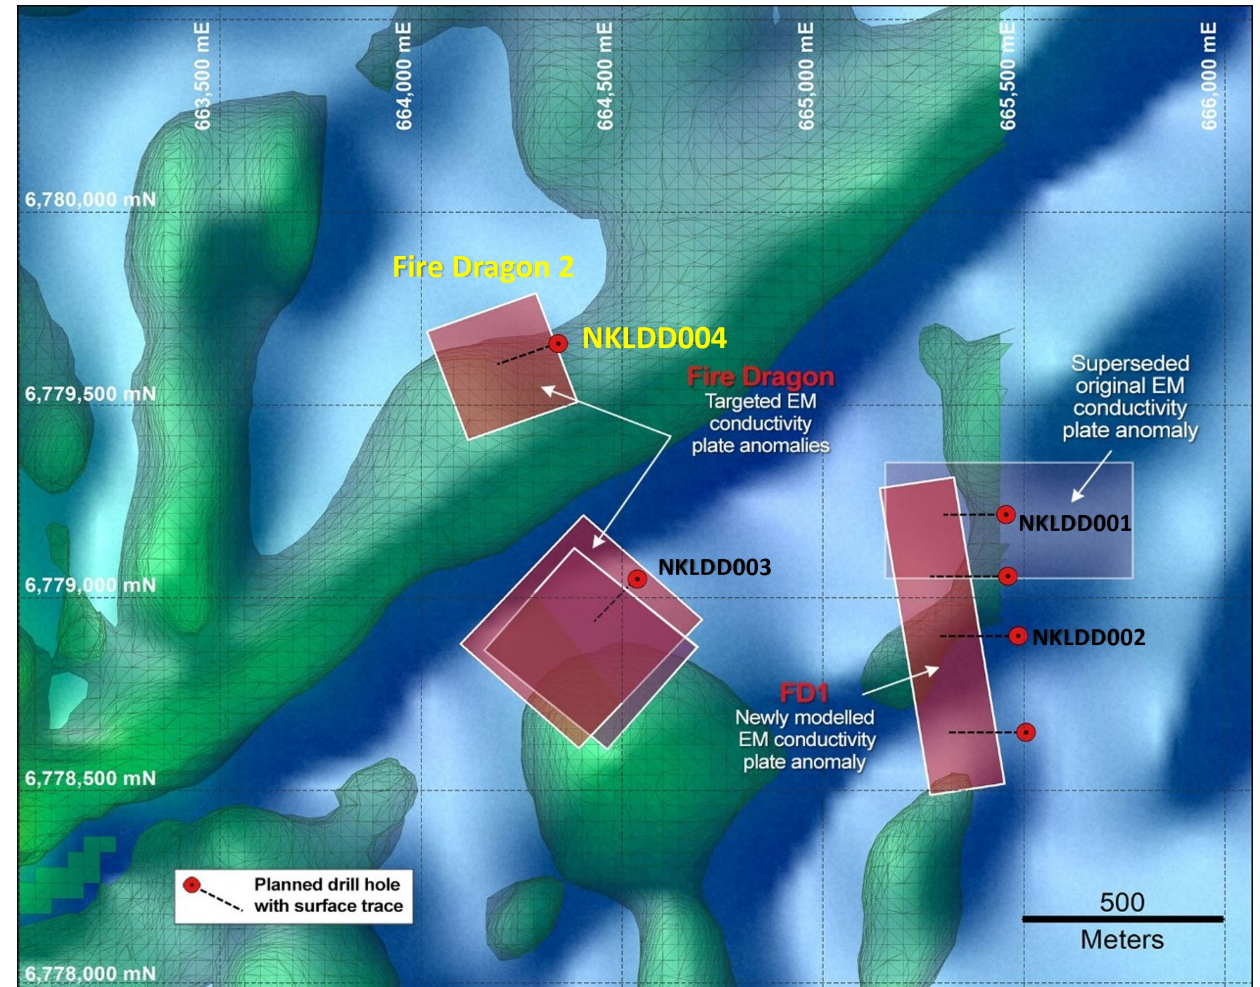 663,500 mE
664,000 mE
664,500 mE
665,000 mE
665,500 mE
666,000 mE
6,780,000 mN
Fire Dragon 2
NKLDD004
Fire Dragon
Targeted EM
conductivity
plate anomalies
Superseded
original EM
conductivity
plate anomaly
6,779,500 mN
NKLDD001
NKLDD003
6,779,000 mN
NKLDD002
FD1
Newly modelled
EM conductivity
plate anomaly
6,778,500 mN
Planned drill hole
with surface trace
500
Meters
6,778,000 mN